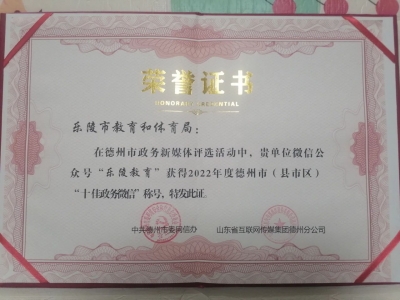 荣誉证书
HONORARY CREDENTIAL
乐陵市教育和体育局：
在德州市政务新媒体评选活动中，贵单位微信公
众号“乐陵教育”获得2022年度德州市（县市区）
“十佳政务微信”称号，特发此证。
中共德州市委网信办 山东省互联网传媒集团德州分公司